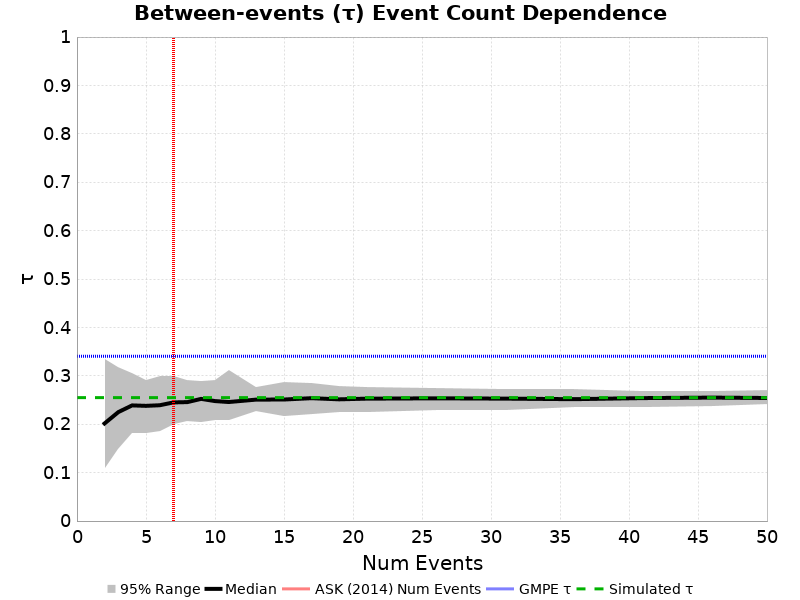 Between-events (τ) Event Count Dependence
1
0.9
0.8
0.7
0.6
0.5
τ
0.4
0.3
0.2
0.1
0
0 5 10 15 20 25 30 35 40 45 50
Num Events
95% Range Median ASK (2014) Num Events GMPE τ Simulated τ